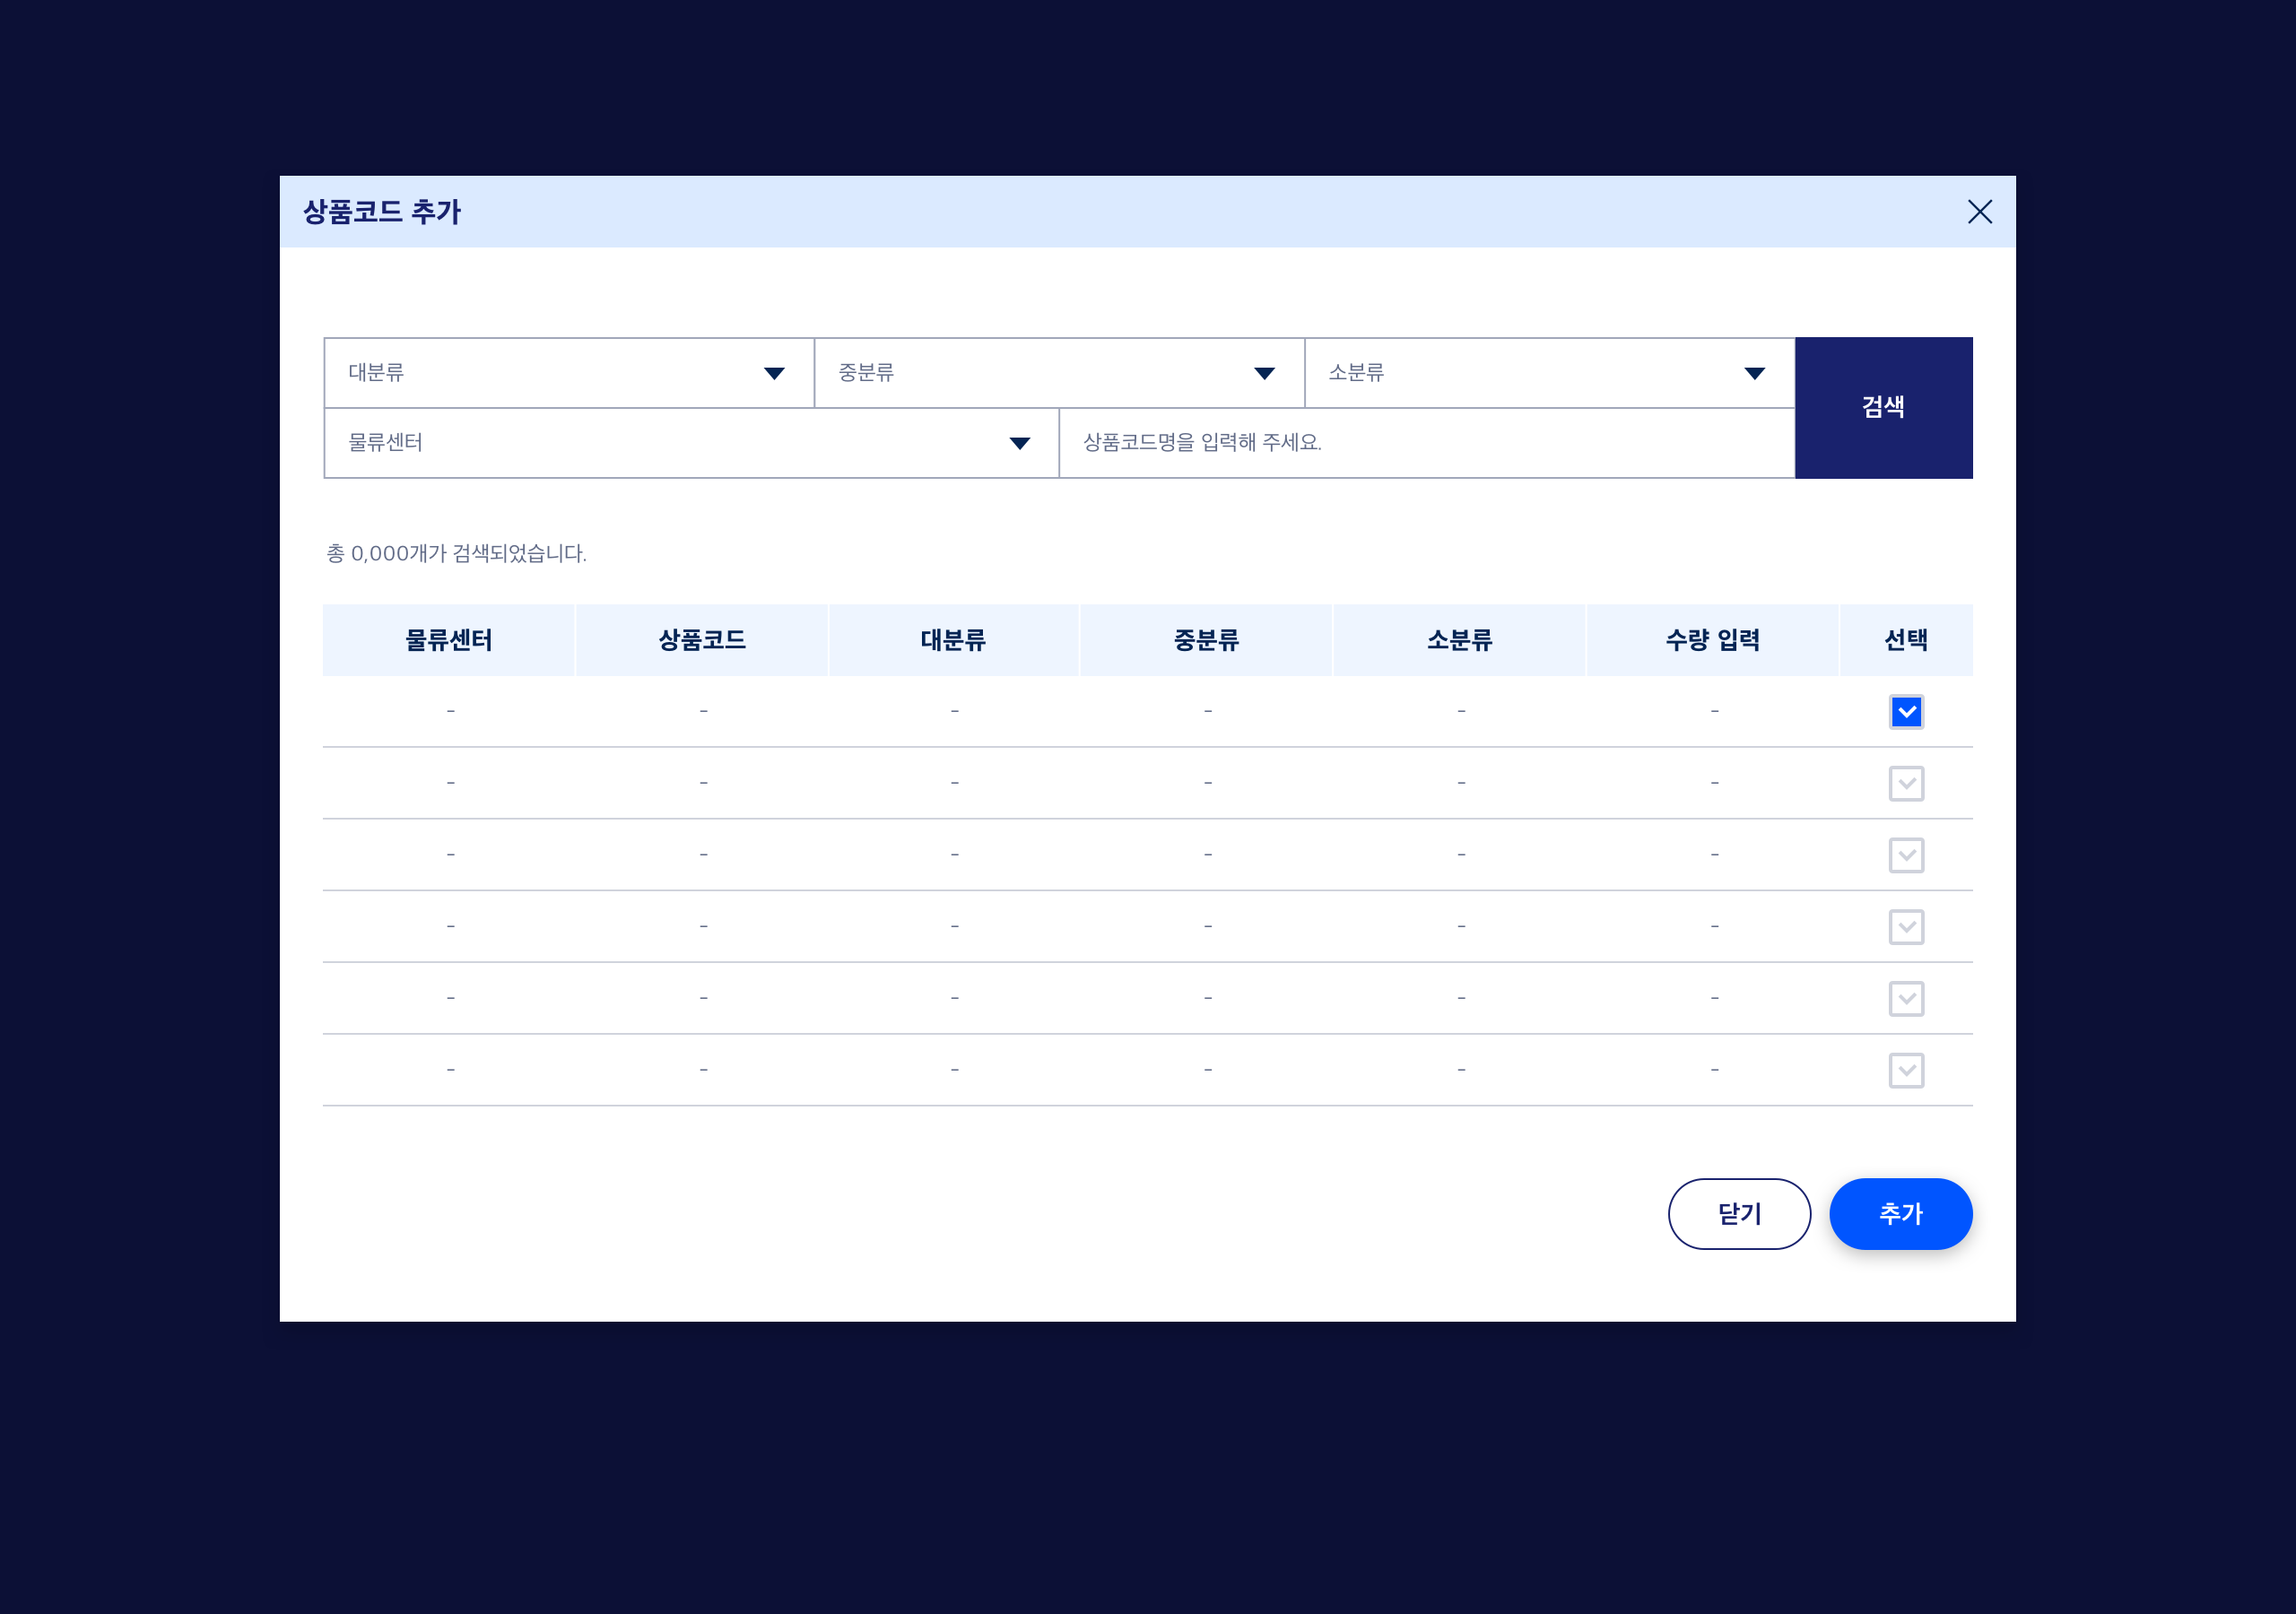 상품코드 추가
대분류 중분류 소분류
검색
물류센터 상품코드명을 입력해 주세요.
총 0,000개가 검색되었습니다.
물류센터 상품코드 대분류 중분류 소분류 수량 입력 선택
- - - - - -
- - - - - -
- - - - - -
- - - - - -
- - - - - -
- - - - - -
닫기 추가